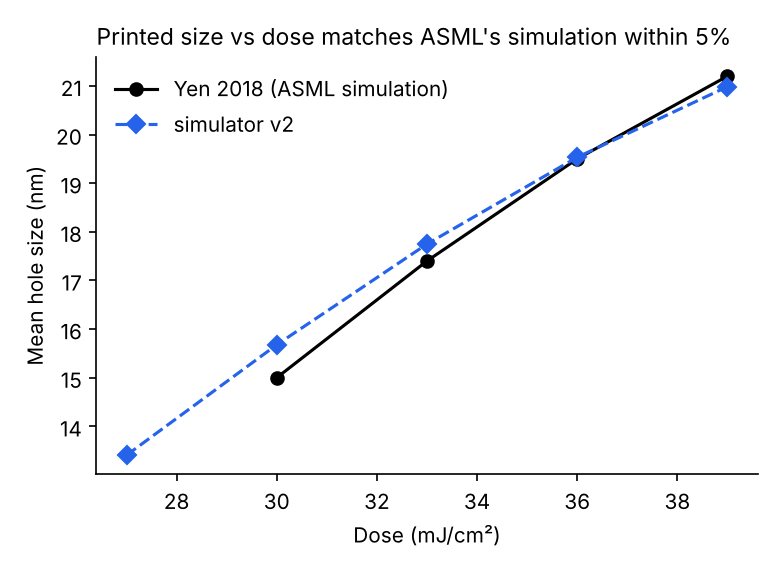 Printed size vs dose matches ASML's simulation within 5%
Yen 2018 (ASML simulation)
simulator v2
Mean hole size (nm)
21
20
19
18
17
16
15
14
28 30 32 34 36 38
Dose (mJ/cm²)